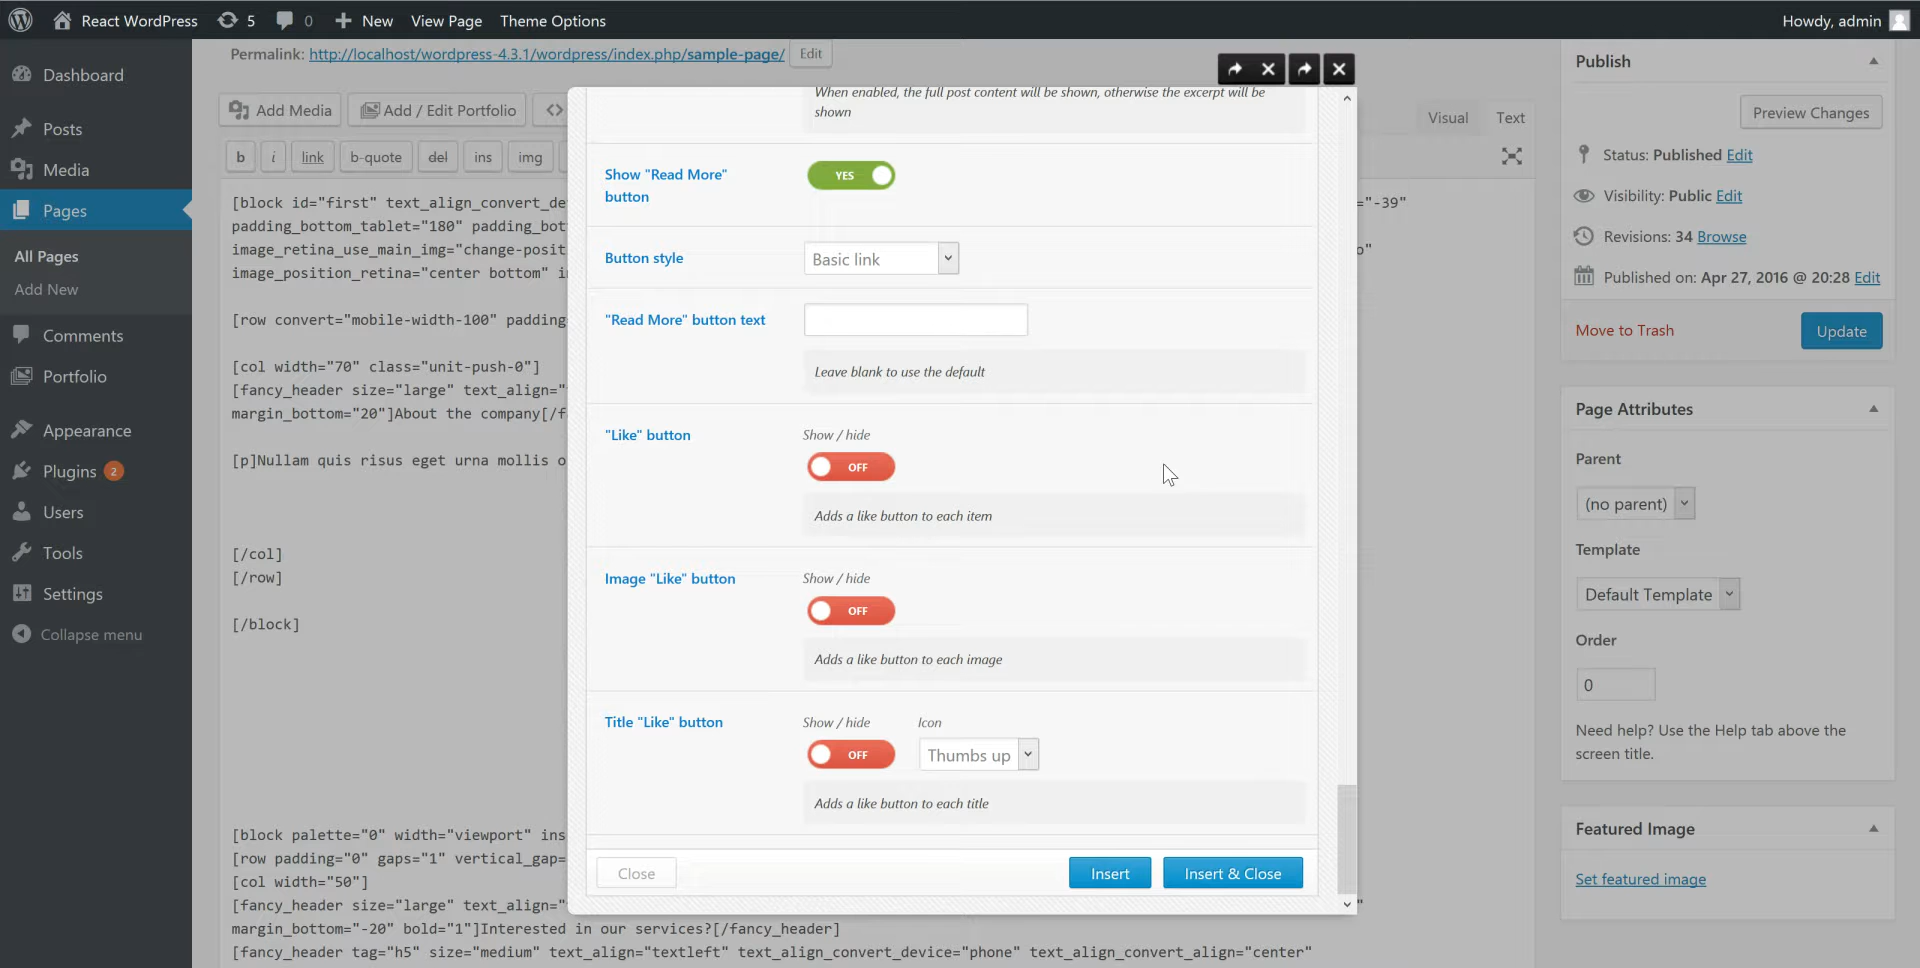 React WordPress
5
0
New
View Page
Theme Options
Howdy, admin
Dashboard
Posts
Media
Pages
All Pages
Add New
Comments
Portfolio
Appearance
Plugins 2
Users
Tools
Settings
Collapse menu
Permalink: http://localhost/wordpress-4.3.1/wordpress/index.php/sample-page/ Edit
Add Media
Add / Edit Portfolio
Visual
Text
b
i
link
b-quote
del
ins
img
[block id="first" text_align_convert_de
="-39"
padding_bottom_tablet="180" padding_bot
image_retina_use_main_img="change-posit
o"
image_position_retina="center bottom" i
[row convert="mobile-width-100" padding
[col width="70" class="unit-push-0"]
[fancy_header size="large" text_align="
margin_bottom="20"]About the company[/f
[p]Nullam quis risus eget urna mollis o
[/col]
[/row]
[/block]
[block palette="0" width="viewport" ins
[row padding="0" gaps="1" vertical_gap=
[col width="50"]
[fancy_header size="large" text_align="
"
margin_bottom="-20" bold="1"]Interested in our services?[/fancy_header]
[fancy_header tag="h5" size="medium" text_align="textleft" text_align_convert_device="phone" text_align_convert_align="center"
When enabled, the full post content will be shown, otherwise the excerpt will be
shown
Show "Read More"
button
YES
Button style
Basic link
"Read More" button text
Leave blank to use the default
"Like" button
Show / hide
OFF
Adds a like button to each item
Image "Like" button
Show / hide
OFF
Adds a like button to each image
Title "Like" button
Show / hide
Icon
OFF
Thumbs up
Adds a like button to each title
Close
Insert
Insert & Close
Publish
Preview Changes
Status: Published Edit
Visibility: Public Edit
Revisions: 34 Browse
Published on: Apr 27, 2016 @ 20:28 Edit
Move to Trash
Update
Page Attributes
Parent
(no parent)
Template
Default Template
Order
0
Need help? Use the Help tab above the
screen title.
Featured Image
Set featured image